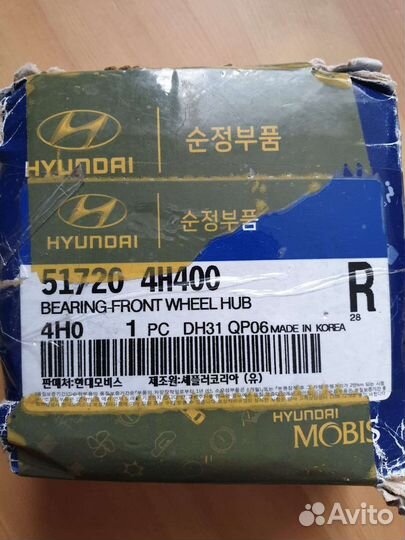 HYUNDAI 순정부품
HYUNDAI 순정부품
51720 4H400
BEARING-FRONT WHEEL HUB
R
28
4H0 1 PC DH31 QP06 MADE IN KOREA
판매처:현대모비스 제조원:셰플러코리아 (유)
HYUNDAI
MOBIS
Avito